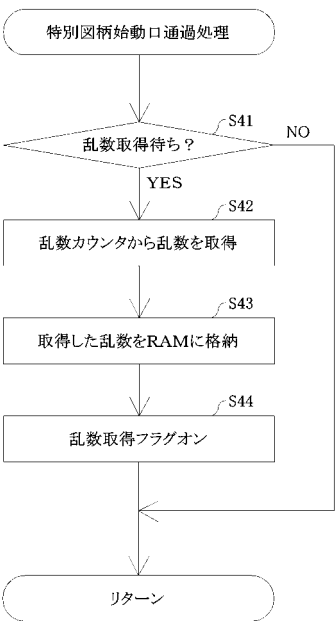 特別図柄始動口通過処理
S41
乱数取得待ち？
NO
YES
S42
乱数カウンタから乱数を取得
S43
取得した乱数をRAMに格納
S44
乱数取得フラグオン
リターン